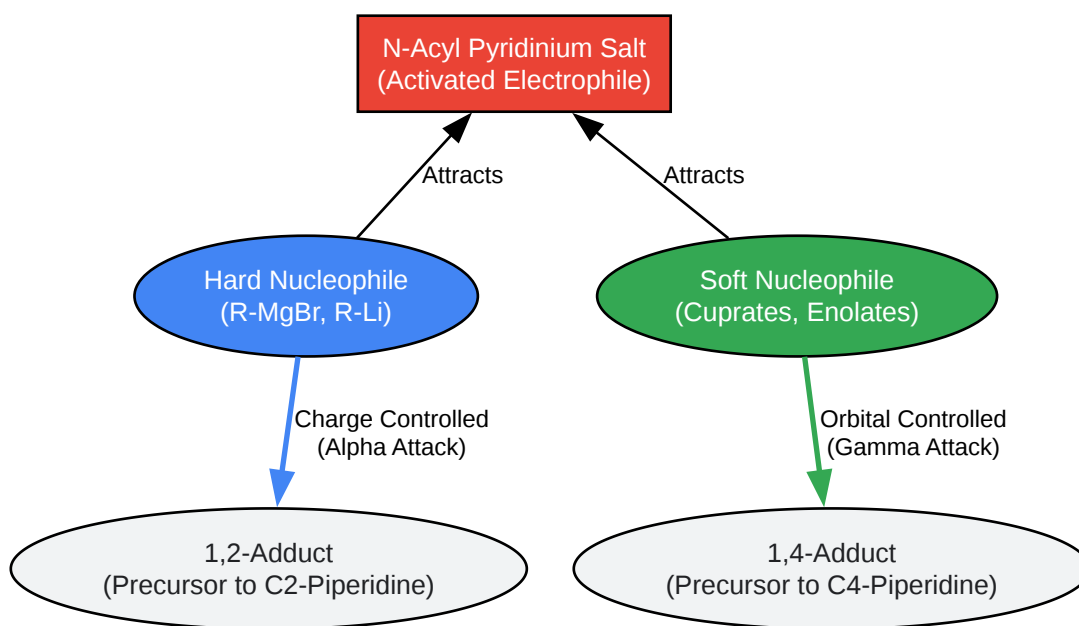 N-Acyl Pyridinium Salt
(Activated Electrophile)
Attracts
Attracts
Hard Nucleophile
(R-MgBr, R-Li)
Soft Nucleophile
(Cuprates, Enolates)
Charge Controlled
(Alpha Attack)
Orbital Controlled
(Gamma Attack)
1,2-Adduct
(Precursor to C2-Piperidine)
1,4-Adduct
(Precursor to C4-Piperidine)